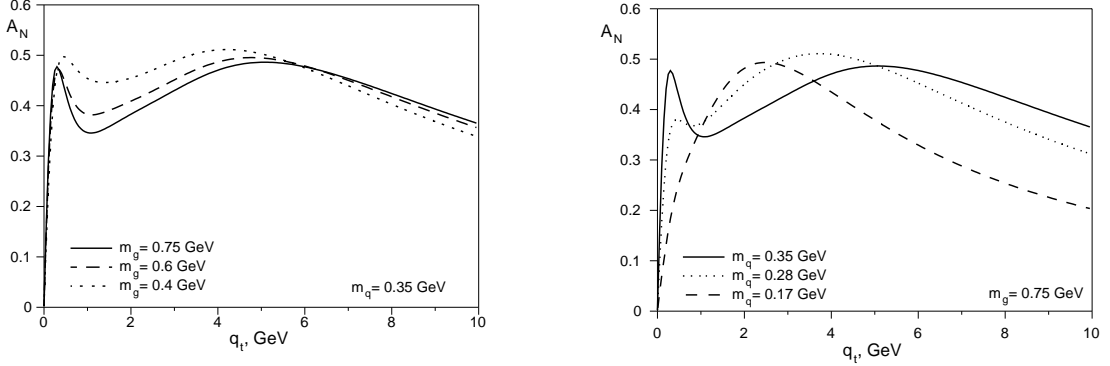 0.6
A_N
0.5
0.4
0.3
0.2
0.1
0
m_g= 0.75 GeV
m_g= 0.6 GeV
m_g= 0.4 GeV
m_q= 0.35 GeV
0 2 4 6 8 10
q_t, GeV
0.6
A_N
0.5
0.4
0.3
0.2
0.1
0
m_q= 0.35 GeV
m_q= 0.28 GeV
m_q= 0.17 GeV
m_g= 0.75 GeV
0 2 4 6 8 10
q_t, GeV